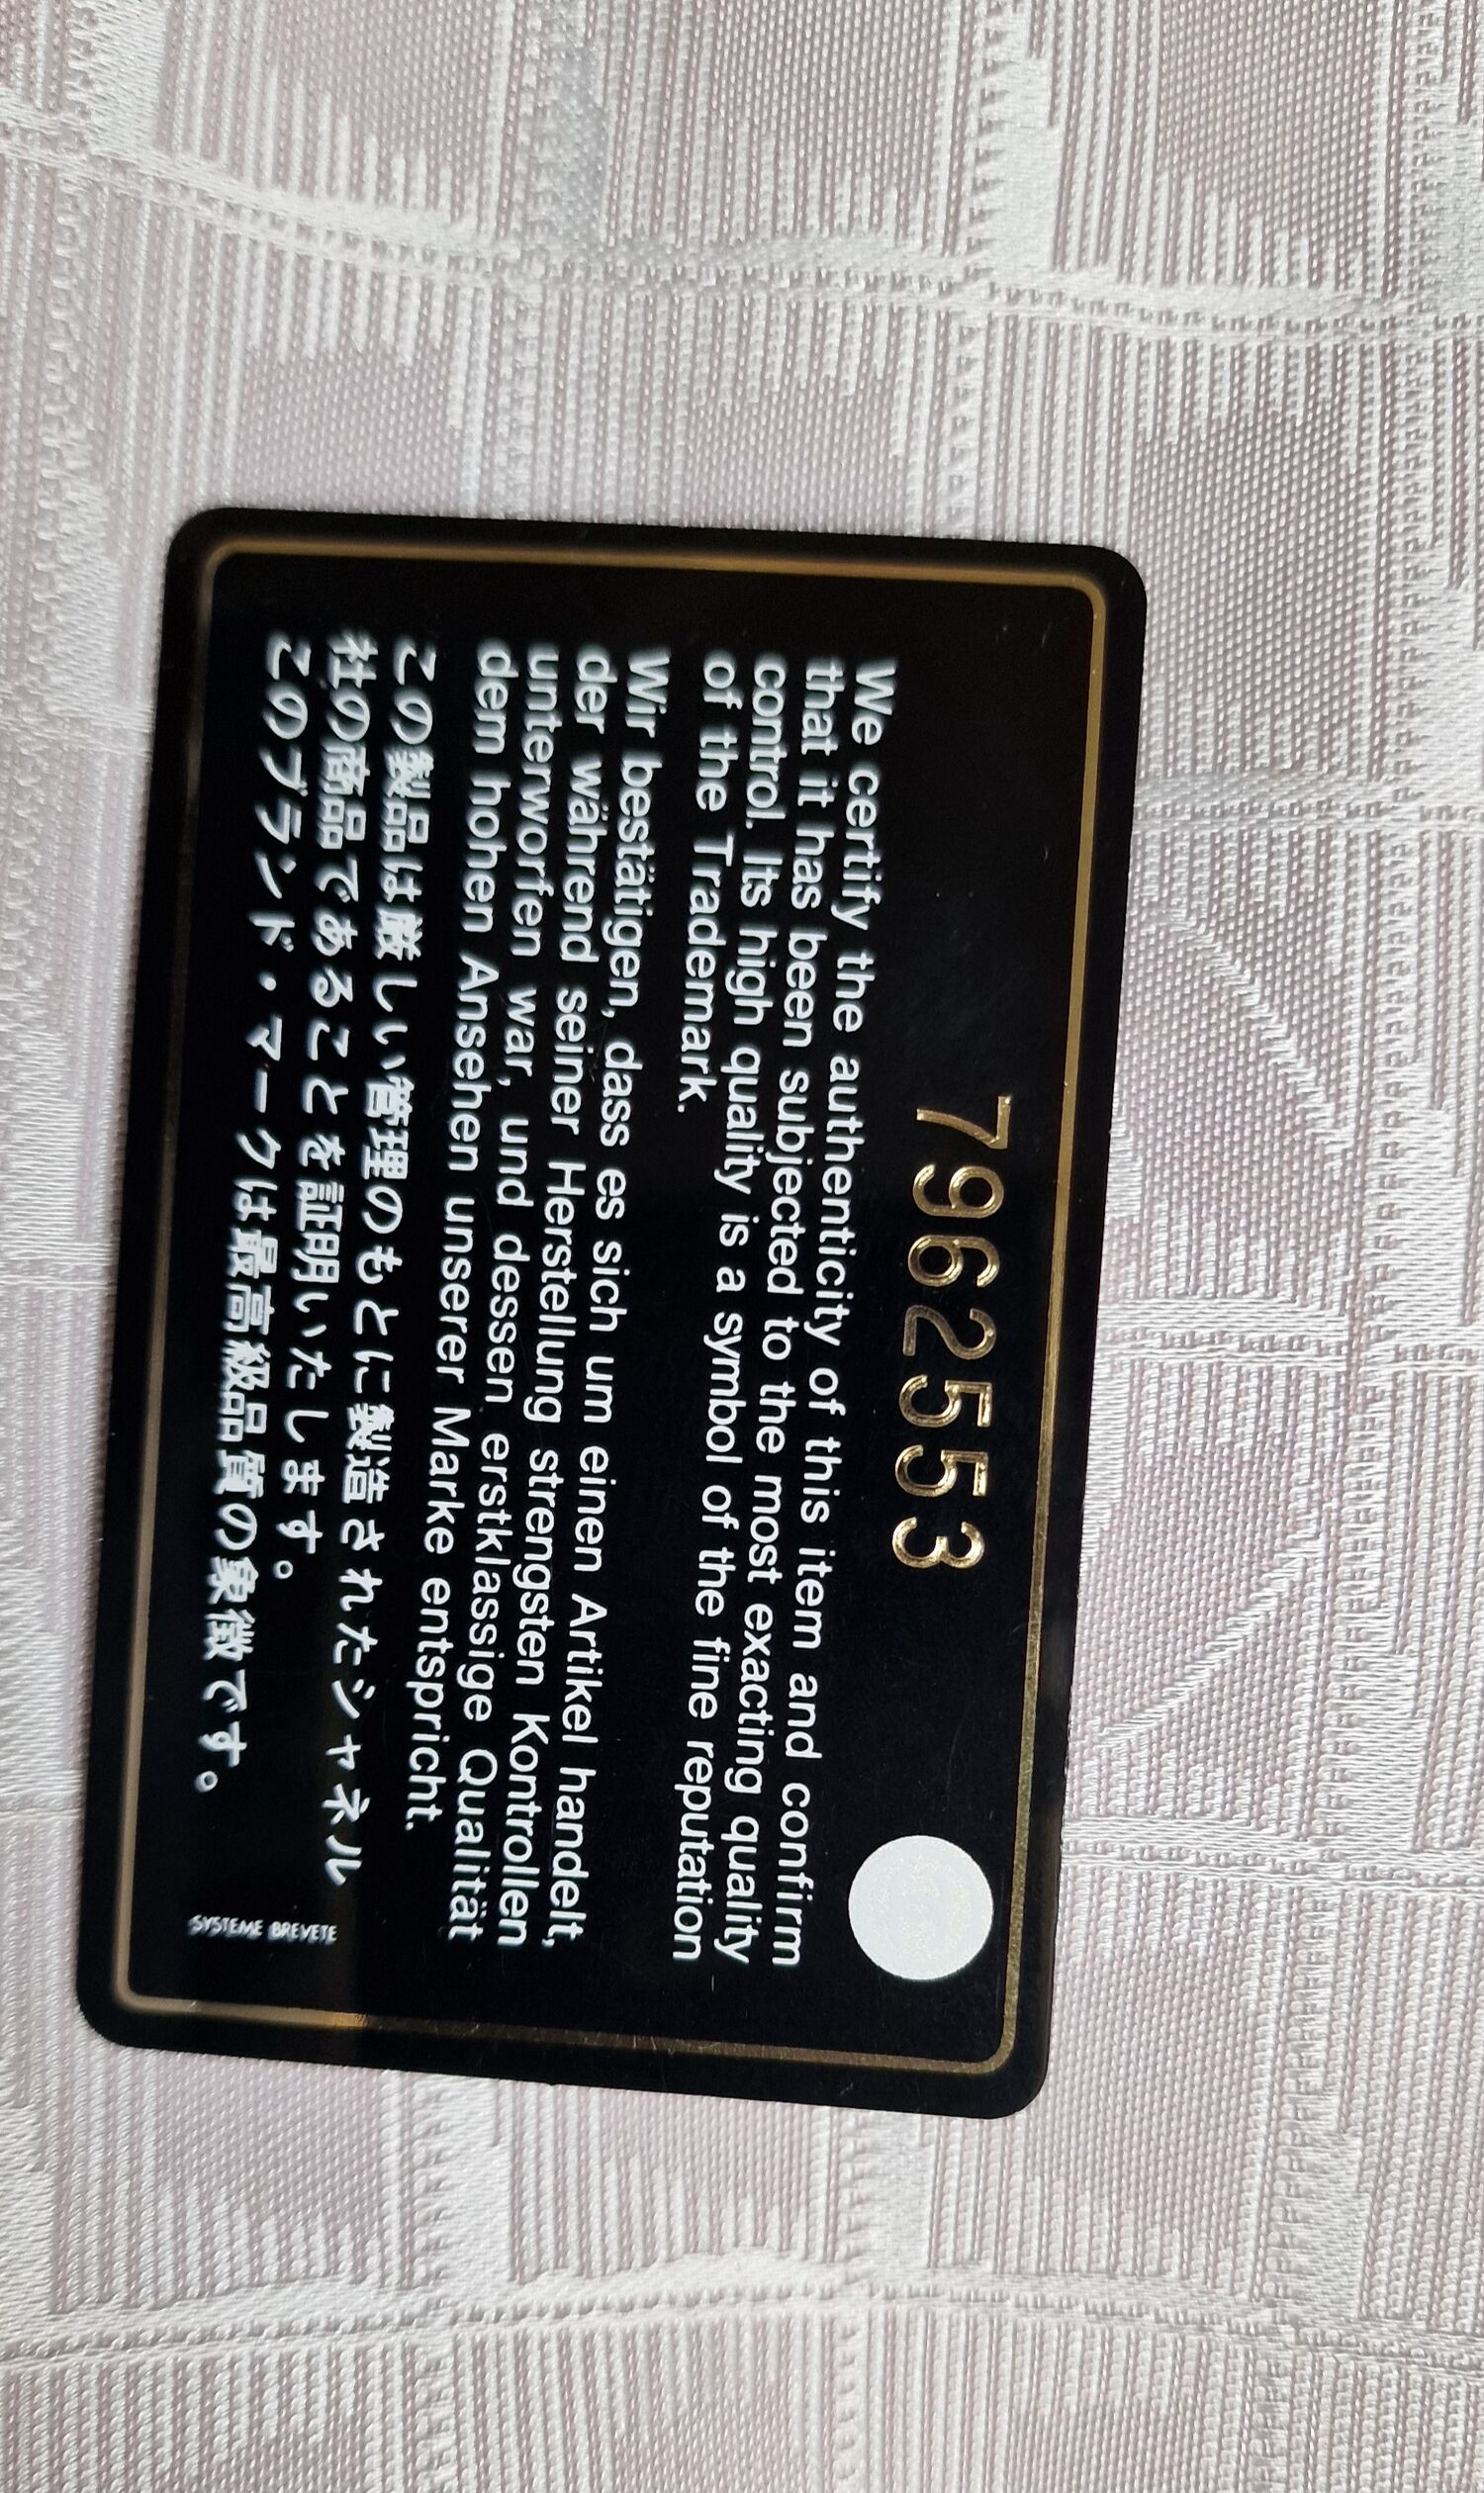 7962553
We certify the authenticity of this item and confirm
that it has been subjected to the most exacting quality
control. Its high quality is a symbol of the fine reputation
of the Trademark.
Wir bestätigen, dass es sich um einen Artikel handelt,
der während seiner Herstellung strengsten Kontrollen
unterworfen war, und dessen erstklassige Qualität
dem hohen Ansehen unserer Marke entspricht.
この製品は厳しい管理のもとに製造されたシャネル
社の商品であることを証明いたします。
このブランド・マークは最高級品質の象徴です。
SYSTEME BREVETE